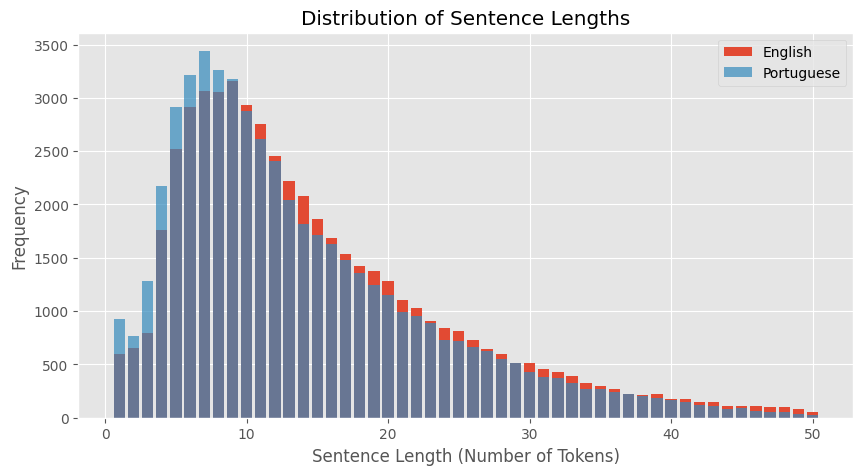 Distribution of Sentence Lengths
English
Portuguese
3500
3000
2500
2000
1500
1000
500
0
Frequency
0 10 20 30 40 50
Sentence Length (Number of Tokens)